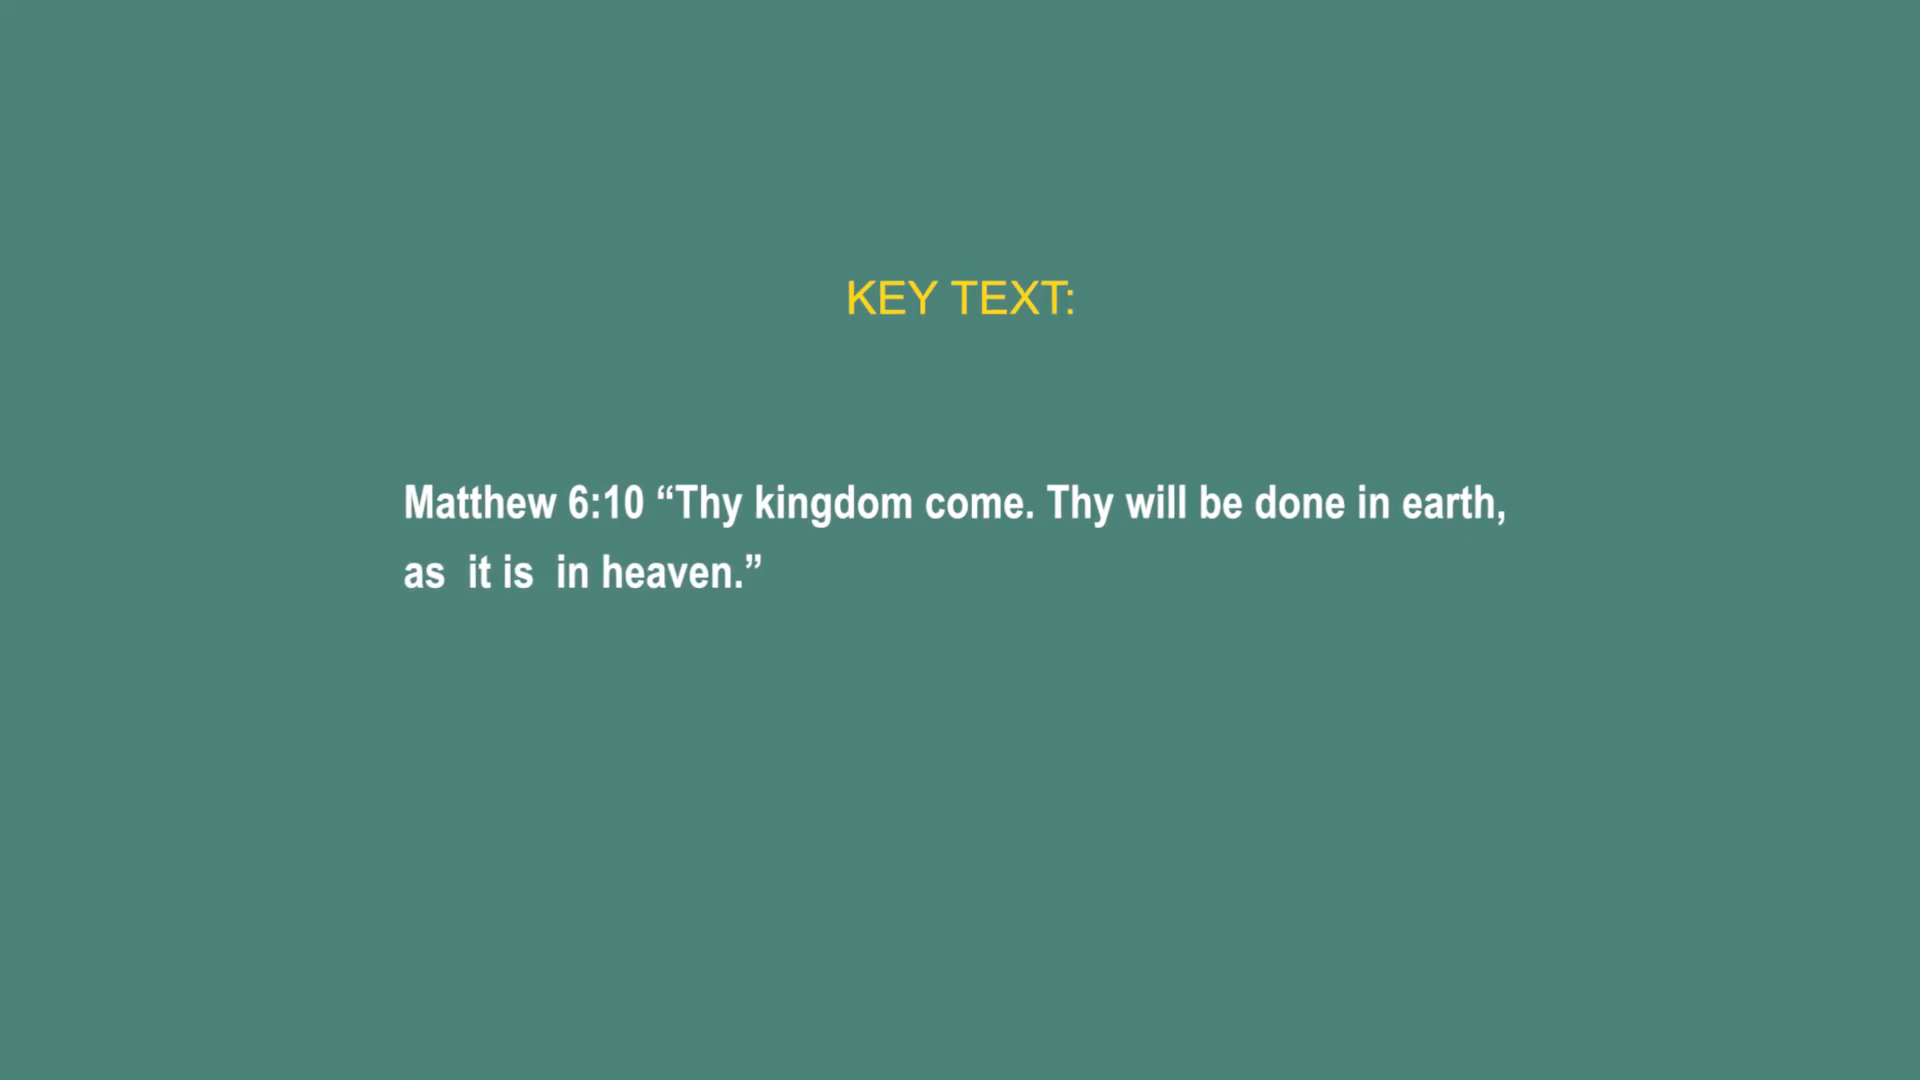 KEY TEXT:
Matthew 6:10 “Thy kingdom come. Thy will be done in earth,
as  it is  in heaven.”